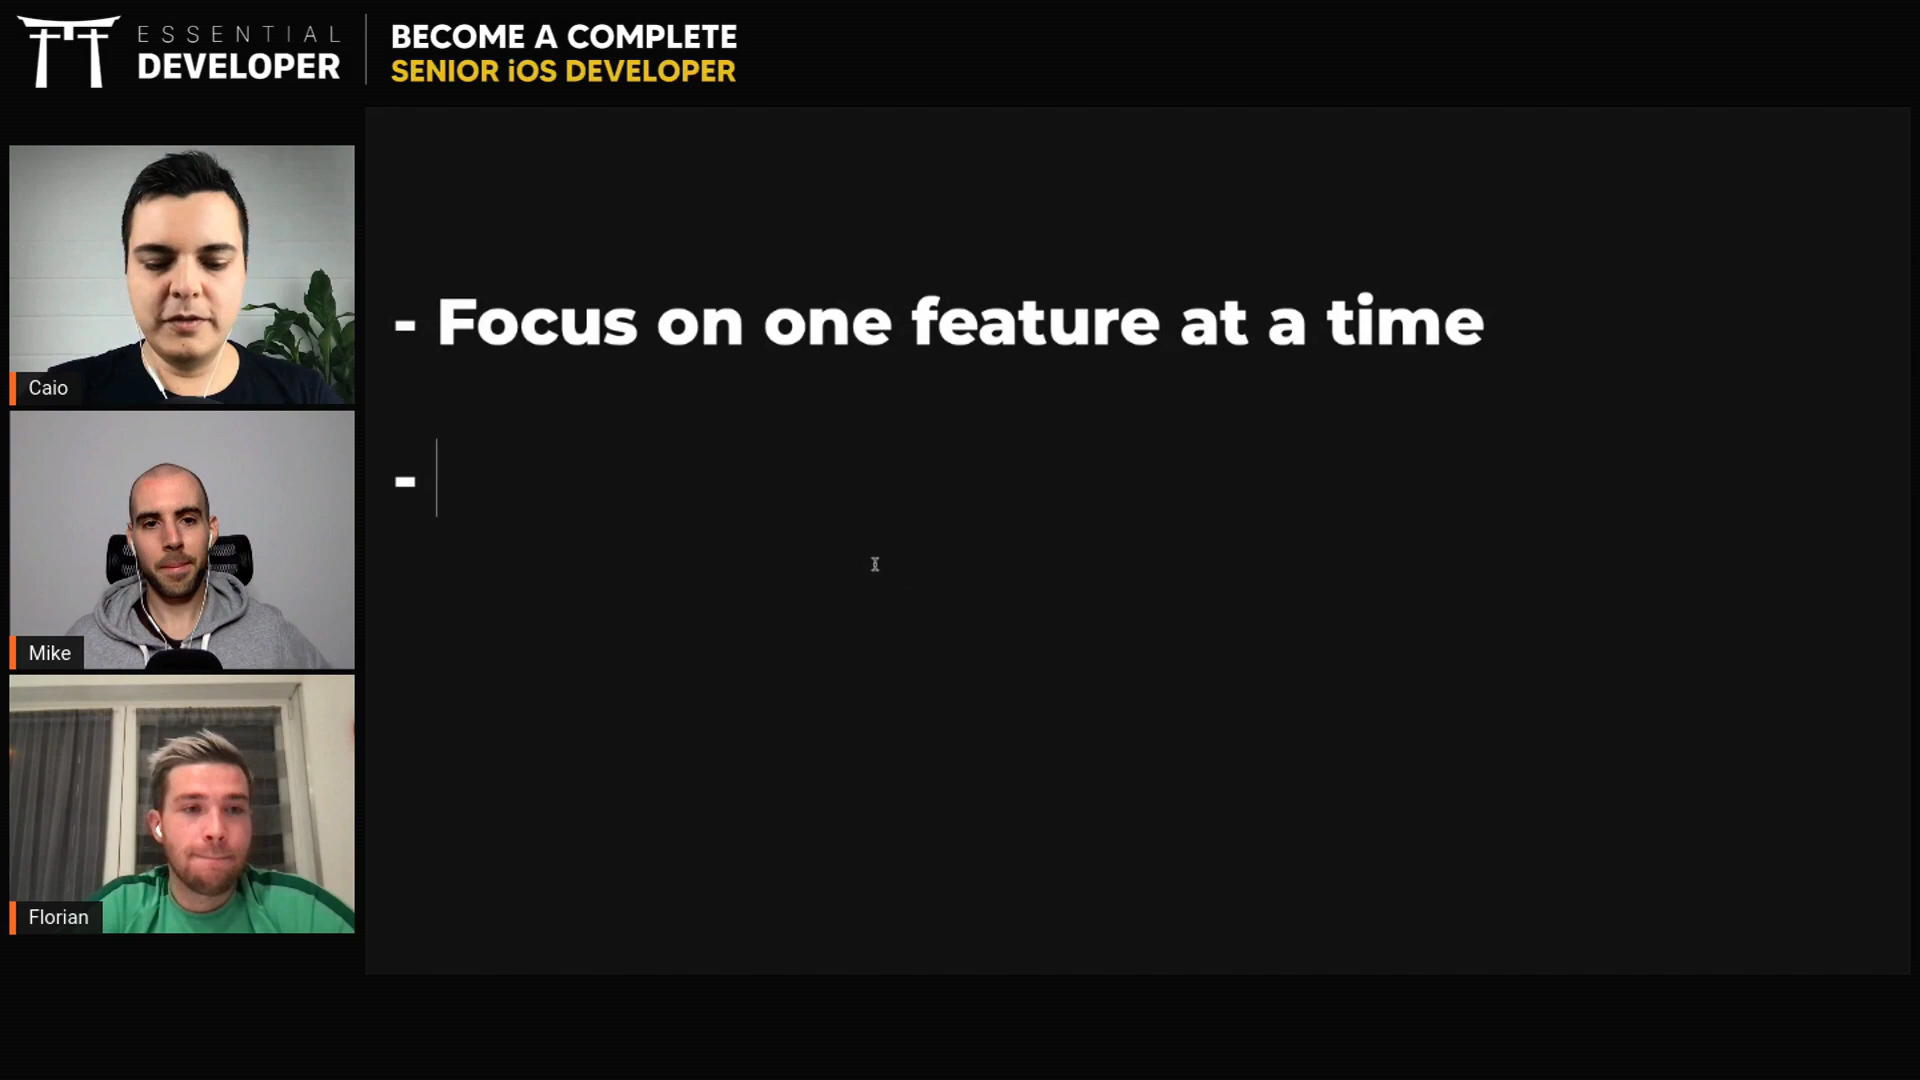 ESSENTIAL
DEVELOPER
BECOME A COMPLETE
SENIOR iOS DEVELOPER
Caio
Mike
Florian
- Focus on one feature at a time
-